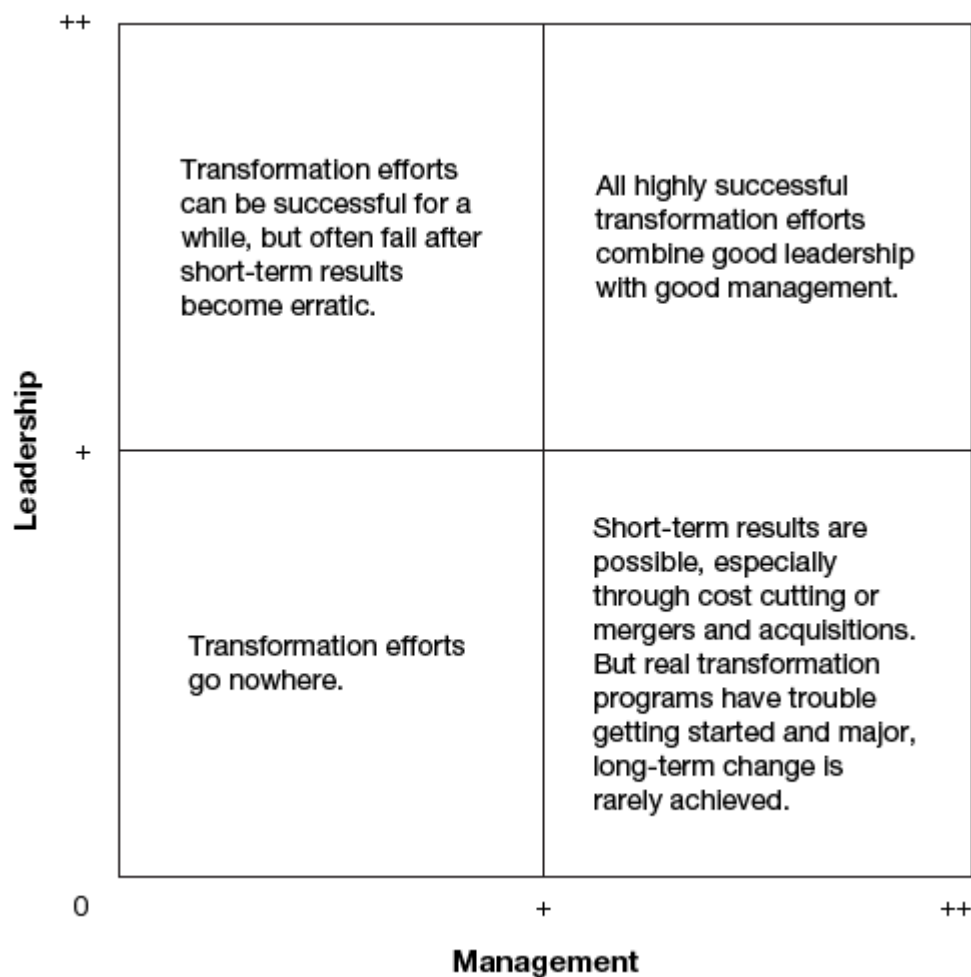 ++
Transformation efforts
can be successful for a
while, but often fail after
short-term results
become erratic.
All highly successful
transformation efforts
combine good leadership
with good management.
Leadership
+
Transformation efforts
go nowhere.
Short-term results are
possible, especially
through cost cutting or
mergers and acquisitions.
But real transformation
programs have trouble
getting started and major,
long-term change is
rarely achieved.
0
+
++
Management